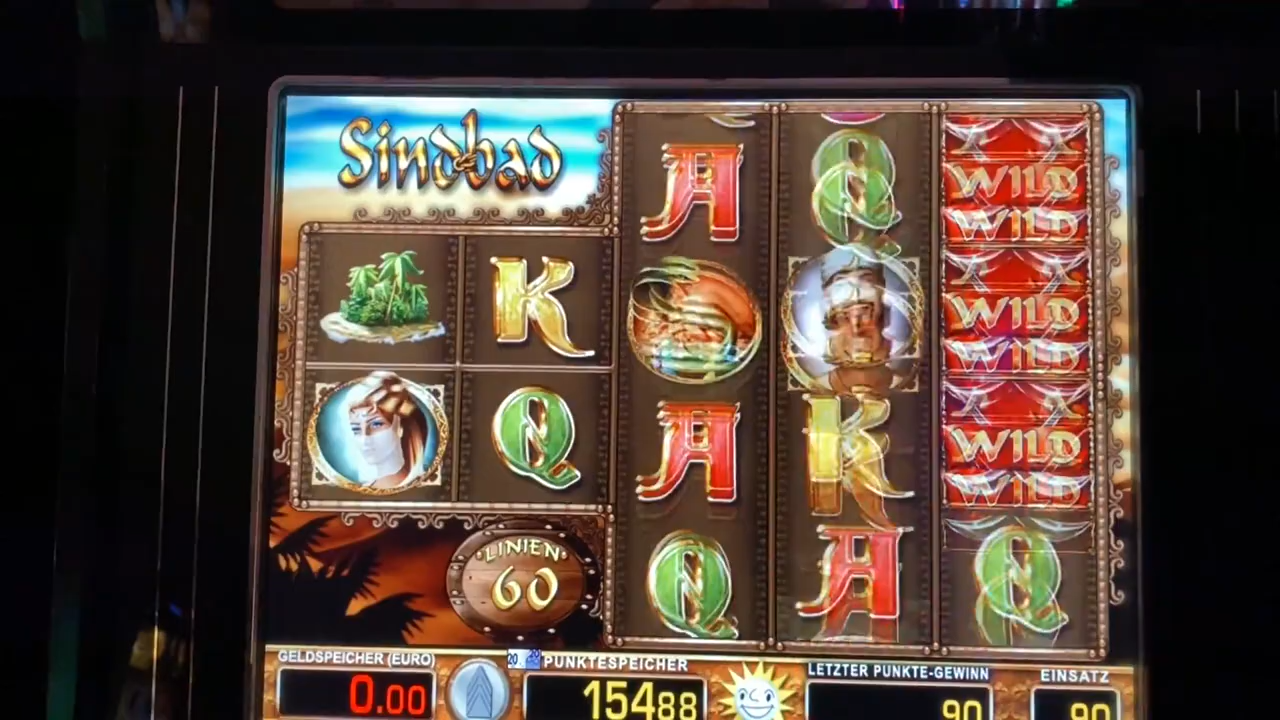 Sindbad
A Q WILD
WILD
K WILD
WILD
A K WILD
Q WILD
LINIEN
60
Q A Q
GELDSPEICHER (EURO) 20 PUNKTESPEICHER LETZTER PUNKTE-GEWINN EINSATZ
0.00 15488 90 90